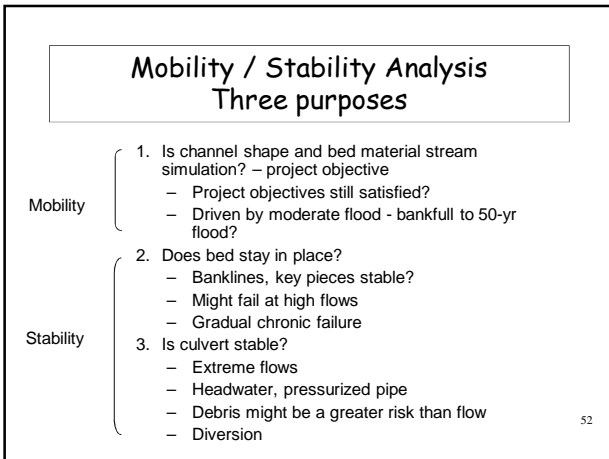 Mobility / Stability Analysis
Three purposes
Mobility
1. Is channel shape and bed material stream
simulation? – project objective
– Project objectives still satisfied?
– Driven by moderate flood - bankfull to 50-yr
flood?
Stability
2. Does bed stay in place?
– Banklines, key pieces stable?
– Might fail at high flows
– Gradual chronic failure
3. Is culvert stable?
– Extreme flows
– Headwater, pressurized pipe
– Debris might be a greater risk than flow
– Diversion
52